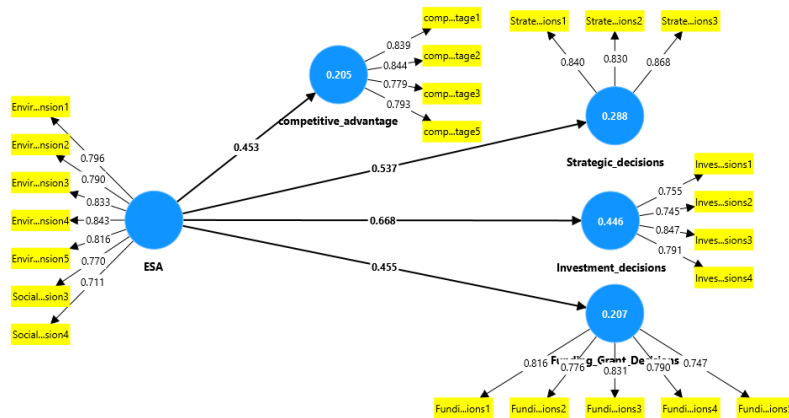 Strate...ions1
Strate...ions2
Strate...ions3
comp...tage1
comp...tage2
comp...tage3
comp...tage5
0.839
0.844
0.779
0.793
0.840
0.830
0.868
0.205
competitive_advantage
0.288
Strategic_decisions
Envir...nsion1
Envir...nsion2
Envir...nsion3
Envir...nsion4
Envir...nsion5
Social...sion3
Social...sion4
0.796
0.790
0.833
0.843
0.816
0.770
0.711
ESA
0.453
0.537
0.668
0.455
0.446
Investment_decisions
0.755
0.745
0.847
0.791
Inves...sions1
Inves...sions2
Inves...sions3
Inves...sions4
0.207
Funding_Grant_Decisions
0.816
0.776
0.831
0.790
0.747
Fundi...ions1
Fundi...ions2
Fundi...ions3
Fundi...ions4